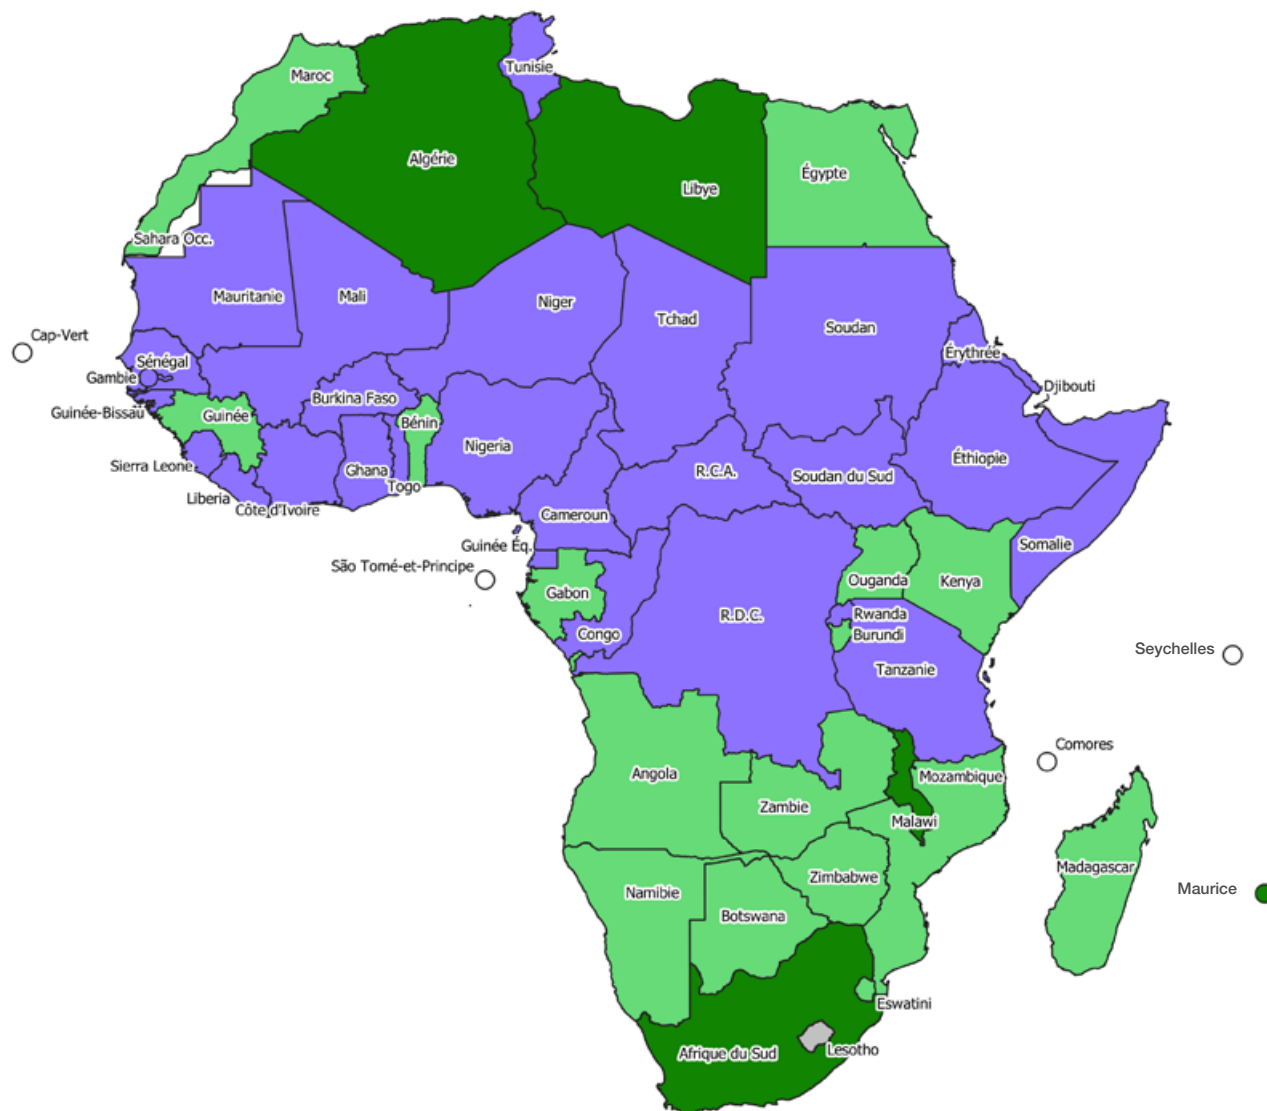 Tunisie
Maroc
Algérie
Libye
Égypte
Sahara Occ.
Mauritanie
Mali
Niger
Tchad
Soudan
Cap-Vert
Érythrée
Sénégal
Gambie
Djibouti
Burkina Faso
Guinée-Bissau
Guinée
Bénin
Nigeria
Éthiopie
Sierra Leone
Ghana
R.C.A.
Soudan du Sud
Togo
Liberia
Côte d'Ivoire
Cameroun
Guinée Éq.
Somalie
São Tomé-et-Principe
Gabon
Ouganda
Kenya
R.D.C.
Rwanda
Congo
Burundi
Seychelles
Tanzanie
Comores
Angola
Mozambique
Zambie
Malawi
Madagascar
Zimbabwe
Namibie
Maurice
Botswana
Eswatini
Afrique du Sud
Lesotho